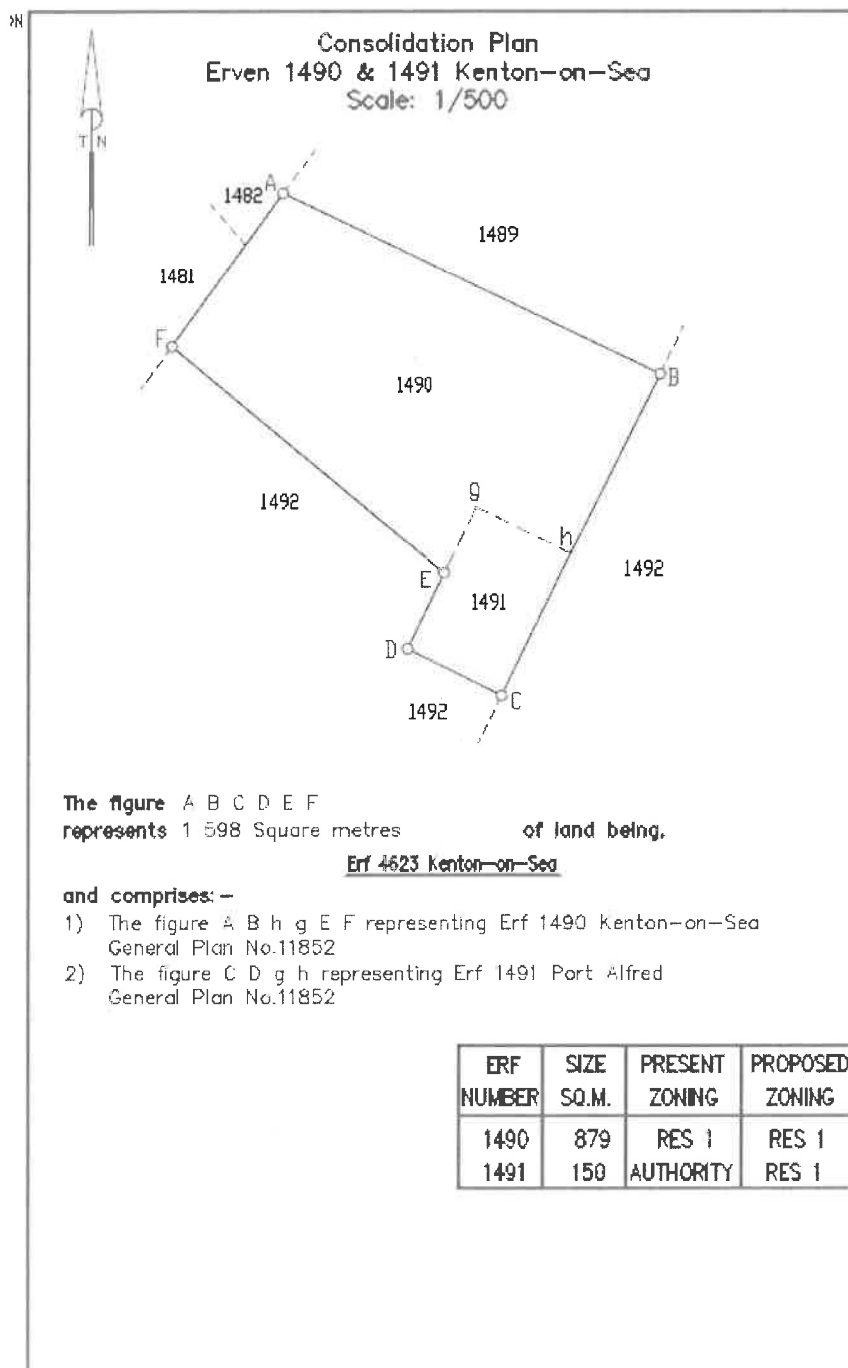 Consolidation Plan
Erven 1490 & 1491 Kenton-on-Sea
Scale: 1/500
T N
A
1482
1489
1481
F
B
1490
g
1492
h
E
1492
1491
D
C
1492
The figure A B C D E F
represents 1 598 Square metres of land being,
Erf 4623 Kenton-on-Sea
and comprises: -
1) The figure A B h g E F representing Erf 1490 Kenton-on-Sea
General Plan No.11852
2) The figure C D g h representing Erf 1491 Port Alfred
General Plan No.11852
ERF NUMBER SIZE SQ.M. PRESENT ZONING PROPOSED ZONING
1490 879 RES 1 RES 1
1491 150 AUTHORITY RES 1